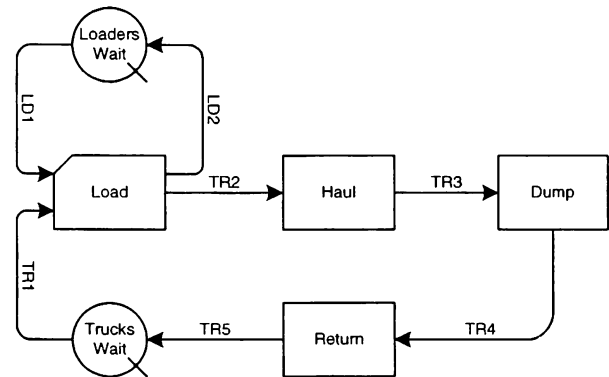 Loaders
Wait
LD1
LD2
Load
TR2
Haul
TR3
Dump
TR1
Trucks
Wait
TR5
Return
TR4